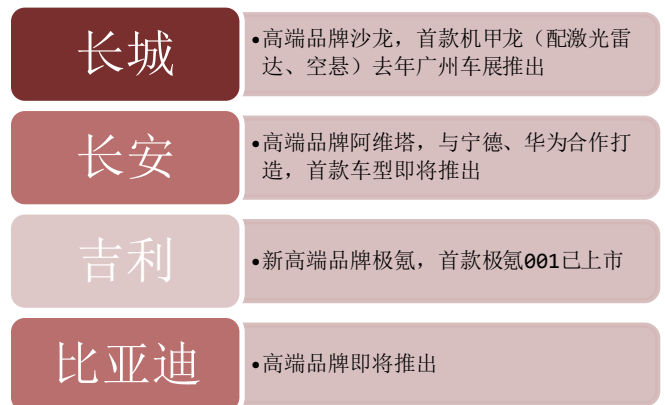 长城
•高端品牌沙龙，首款机甲龙（配激光雷
达、空悬）去年广州车展推出
长安
•高端品牌阿维塔，与宁德、华为合作打
造，首款车型即将推出
吉利
•新高端品牌极氪，首款极氪001已上市
比亚迪
•高端品牌即将推出